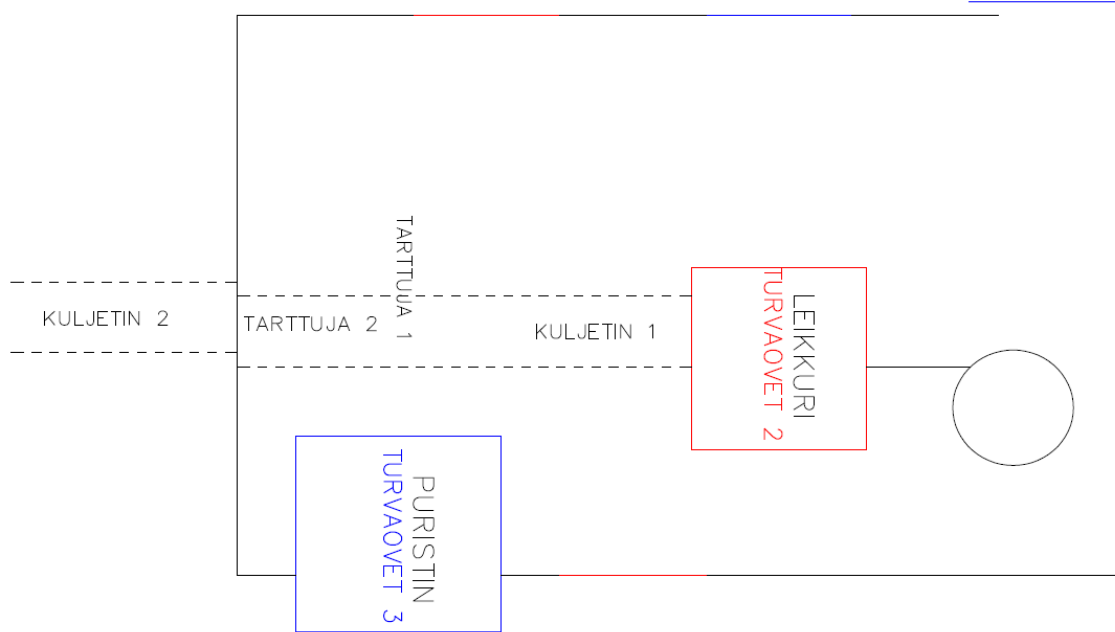 KULJETIN 2
TARTTUJA 2
TARTTUJA 1
KULJETIN 1
LEIKKURI
TURVAOVET 2
PURISTIN
TURVAOVET 3